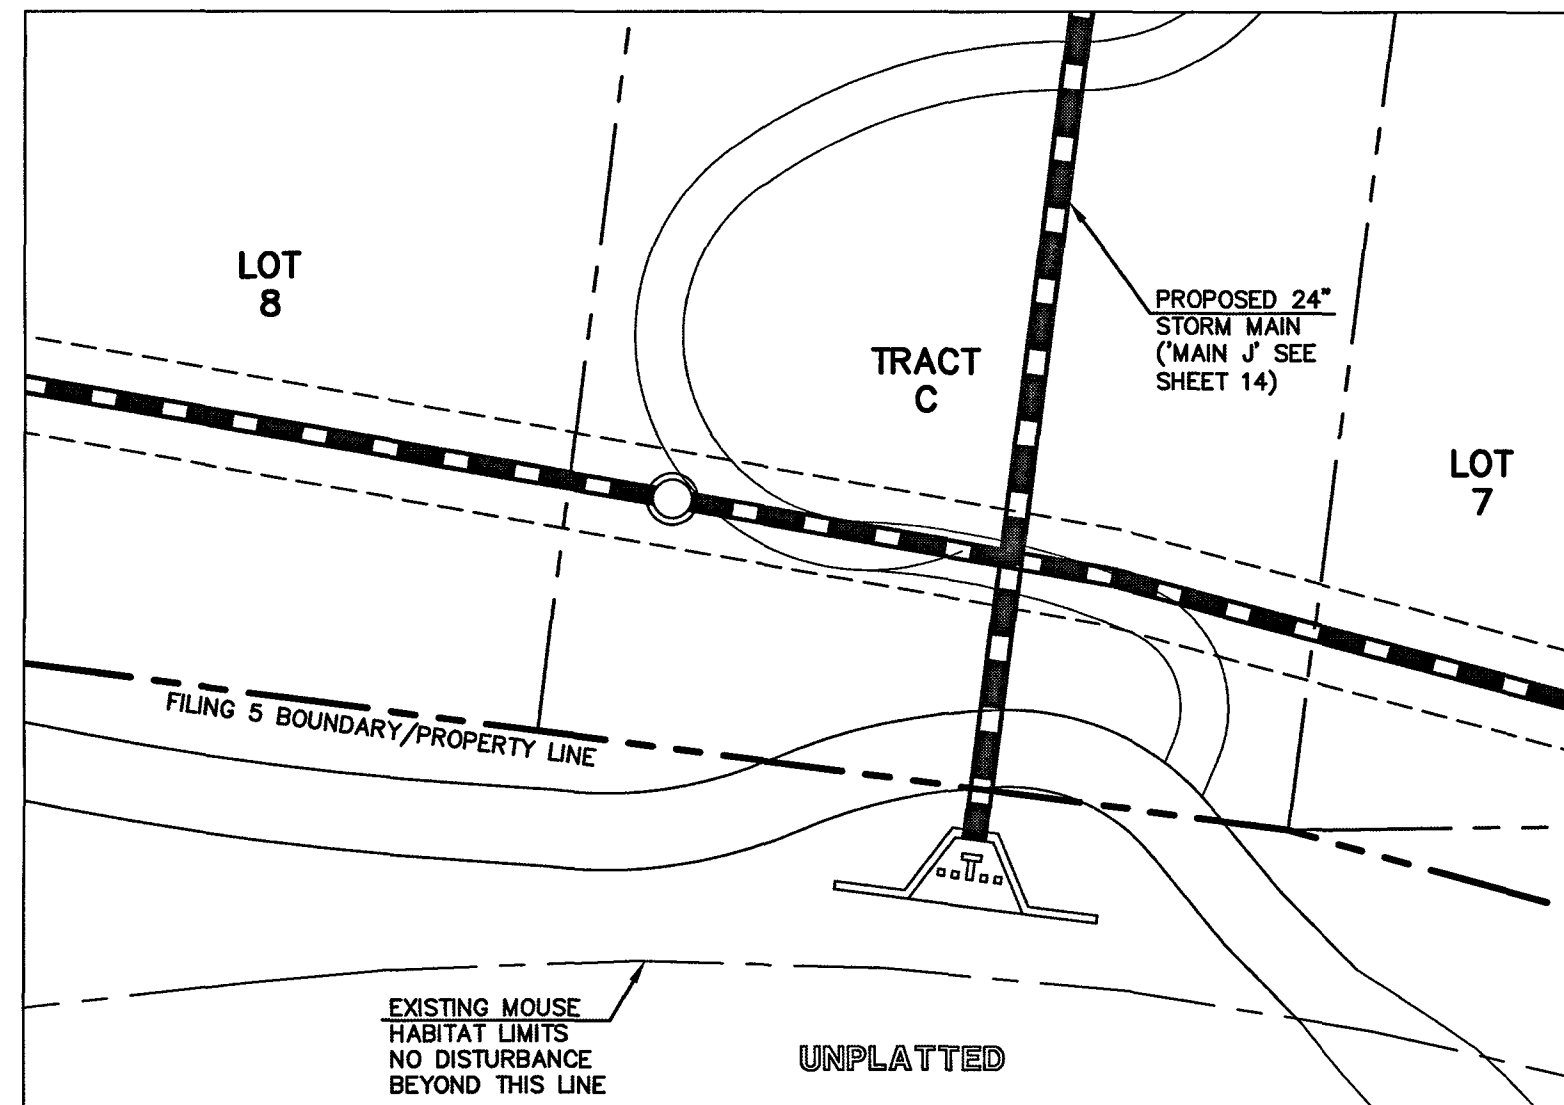 LOT
8
PROPOSED 24"
STORM MAIN
('MAIN J' SEE
SHEET 14)
TRACT
C
LOT
7
FILING 5 BOUNDARY/PROPERTY LINE
EXISTING MOUSE
HABITAT LIMITS
NO DISTURBANCE
BEYOND THIS LINE
UNPLATTED